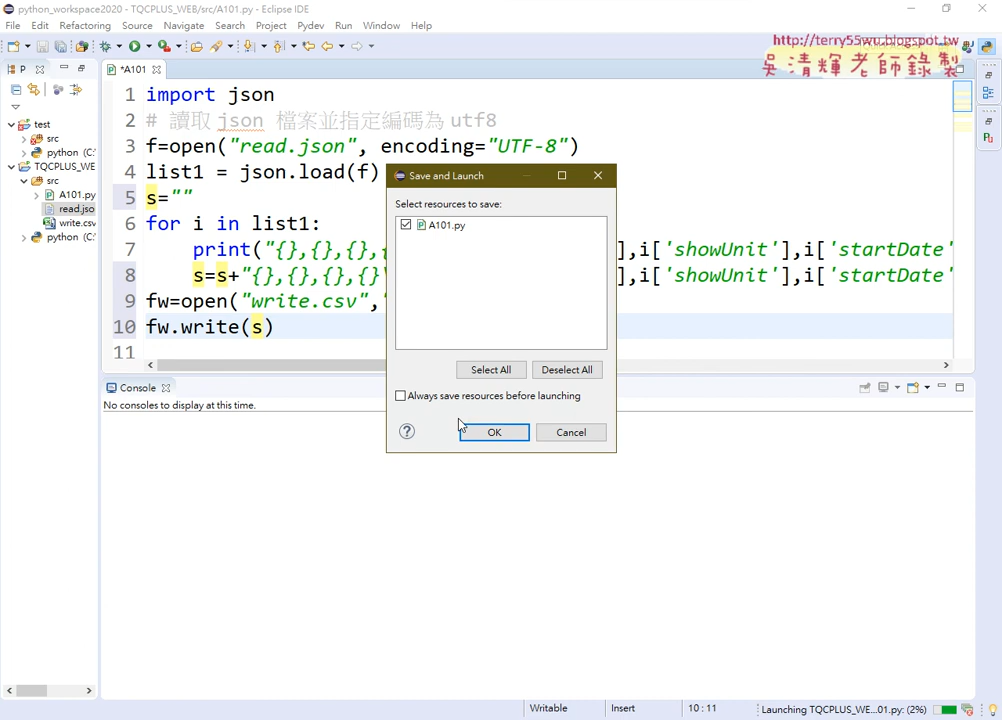 python_workspace2020 - TQCPLUS_WEB/src/A101.py - Eclipse IDE
File Edit Refactoring Source Navigate Search Project Pydev Run Window Help
http://terry55wu.blogspot.tw
吳清輝老師錄製
P
*A101
test
src
python (C:
TQCPLUS_WE
src
A101.py
read.jso
write.csv
python (C:
1 import json
2 # 讀取 json 檔案並指定編碼為 utf8
3 f=open("read.json", encoding="UTF-8")
4 list1 = json.load(f)
5 s=""
6 for i in list1:
7 print("{},{},{}, ],i['showUnit'],i['startDate'
8 s=s+"{},{},{},{}\ ],i['showUnit'],i['startDate'
9 fw=open("write.csv",
10 fw.write(s)
11
Save and Launch
Select resources to save:
A101.py
Select All Deselect All
Always save resources before launching
OK Cancel
Console
No consoles to display at this time.
Writable Insert 10 : 11 Launching TQCPLUS_WE...01.py: (2%)